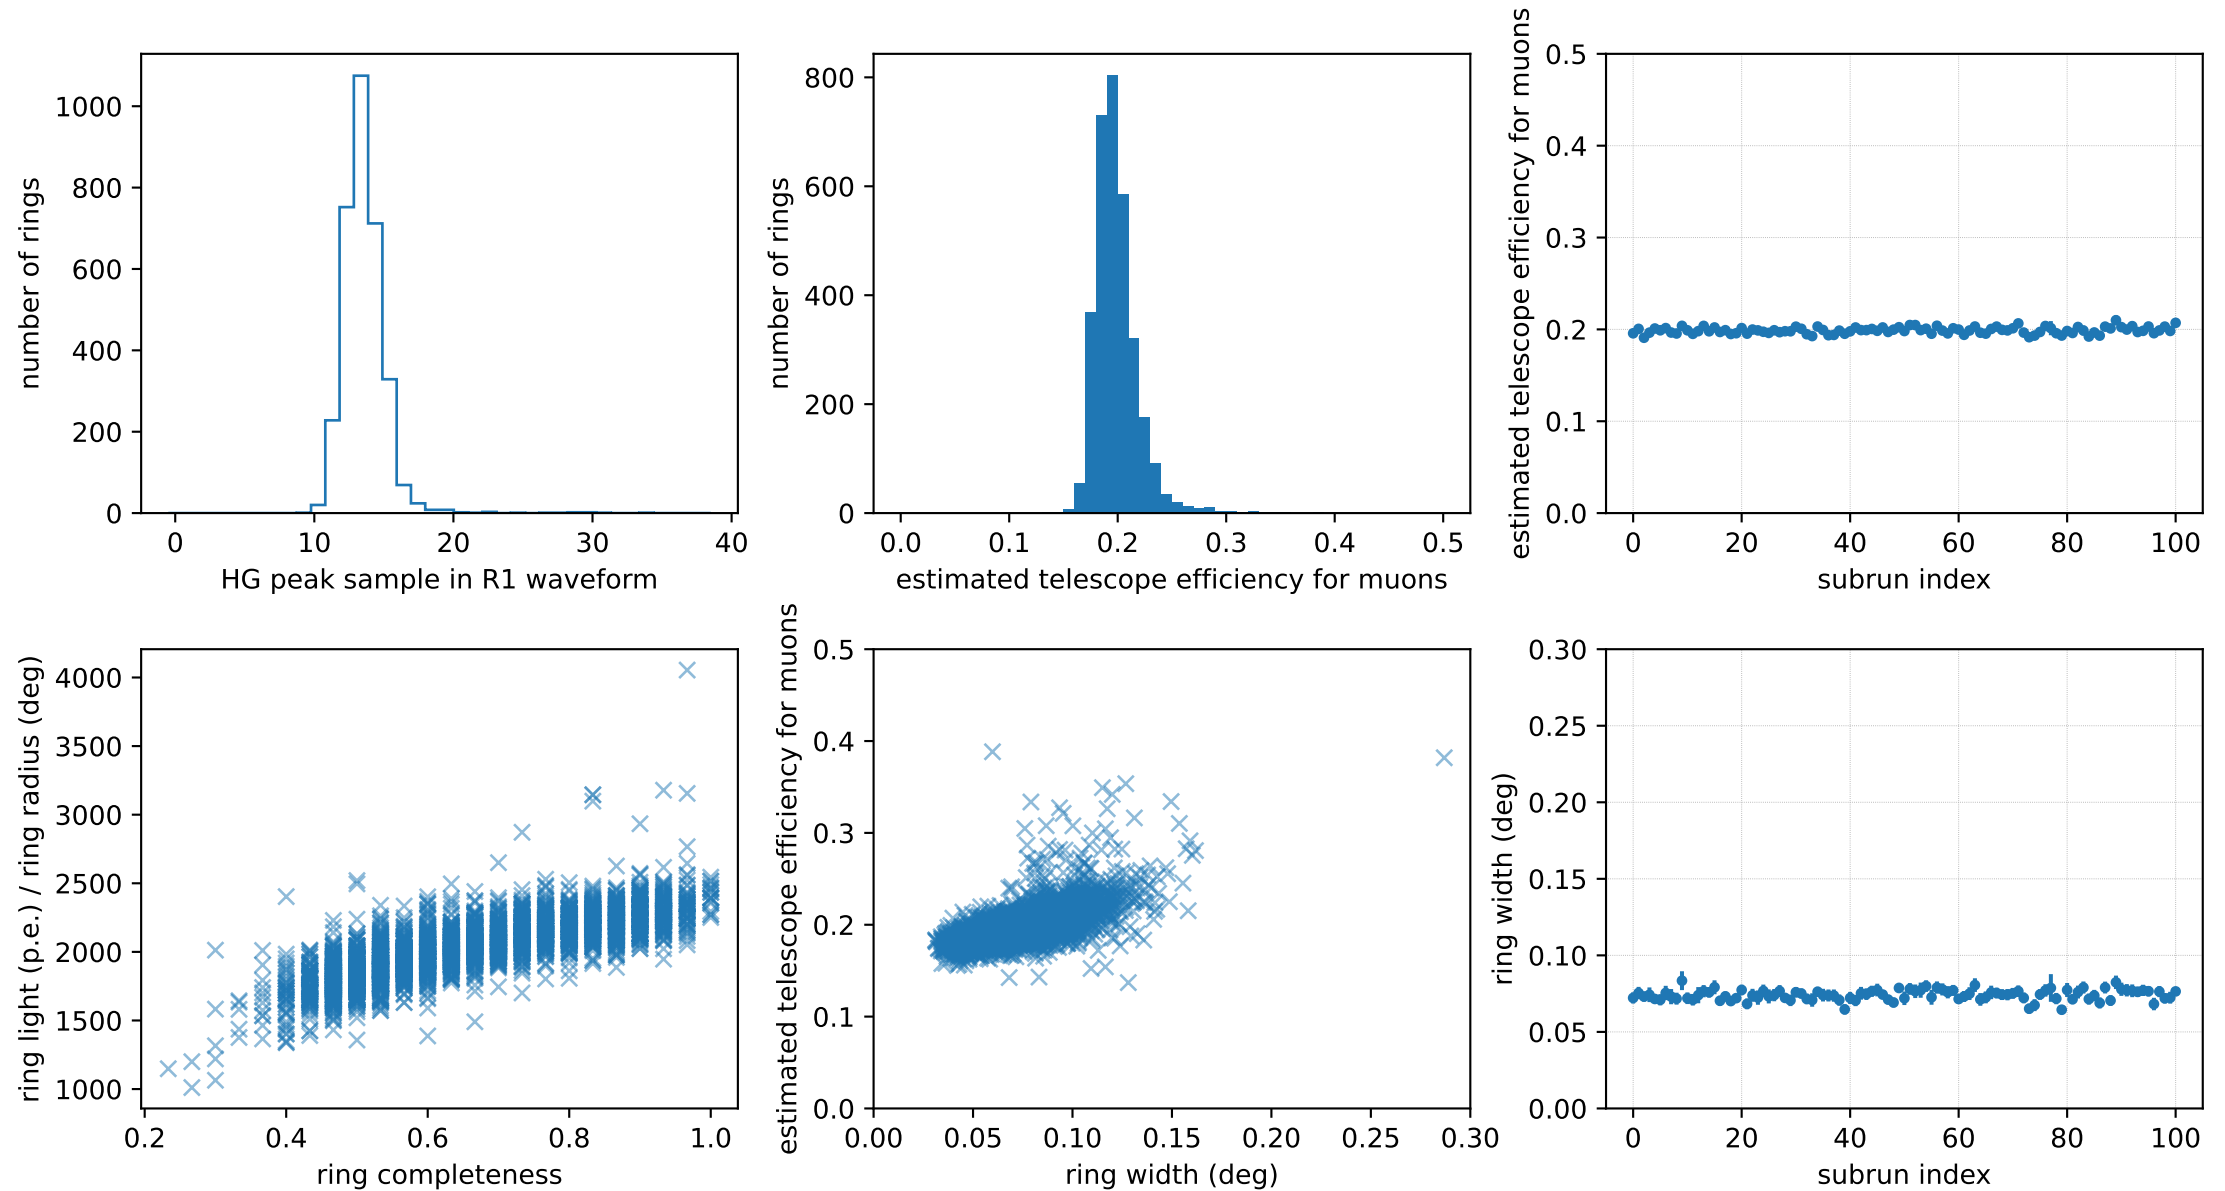 number of rings
1000
800
600
400
200
0
0 10 20 30 40
HG peak sample in R1 waveform
number of rings
800
600
400
200
0
0.0 0.1 0.2 0.3 0.4 0.5
estimated telescope efficiency for muons
estimated telescope efficiency for muons
0.5
0.4
0.3
0.2
0.1
0.0
0 20 40 60 80 100
subrun index
ring light (p.e.) / ring radius (deg)
4000
3500
3000
2500
2000
1500
1000
0.2 0.4 0.6 0.8 1.0
ring completeness
estimated telescope efficiency for muons
0.5
0.4
0.3
0.2
0.1
0.0
0.00 0.05 0.10 0.15 0.20 0.25 0.30
ring width (deg)
ring width (deg)
0.30
0.25
0.20
0.15
0.10
0.05
0.00
0 20 40 60 80 100
subrun index